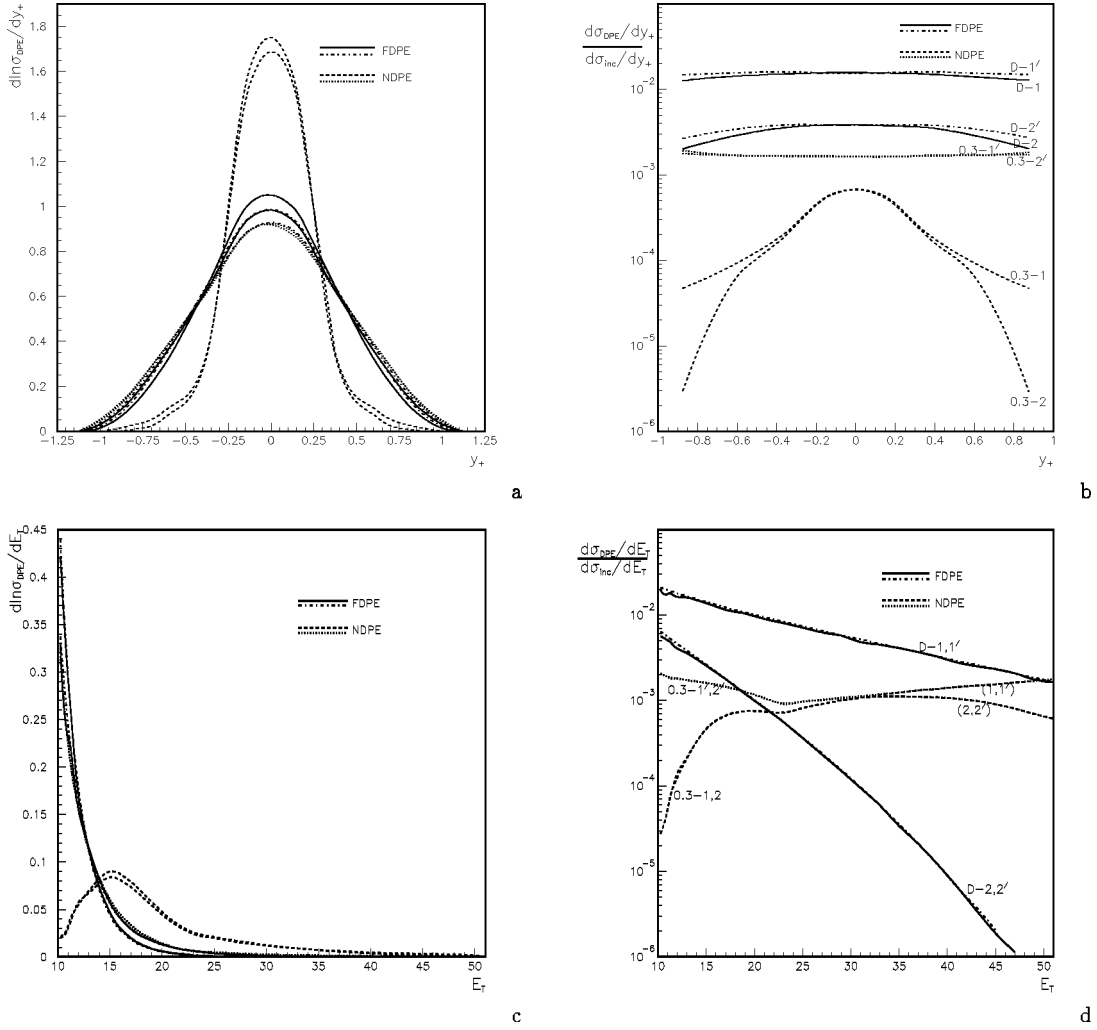 dlnσ_DPE/dy₊
1.8
1.6
1.4
1.2
1
0.8
0.6
0.4
0.2
0
FDPE
NDPE
−1.25 −1 −0.75 −0.5 −0.25 0 0.25 0.5 0.75 1 1.25
y₊
a
dσ_DPE/dy₊
dσ_inc/dy₊
10⁻²
10⁻³
10⁻⁴
10⁻⁵
10⁻⁶
FDPE
NDPE
D−1′
D−1
D−2′
D−2
0.3−1′
0.3−2′
0.3−1
0.3−2
−1 −0.8 −0.6 −0.4 −0.2 0 0.2 0.4 0.6 0.8 1
y₊
b
dlnσ_DPE/dE_T
0.45
0.4
0.35
0.3
0.25
0.2
0.15
0.1
0.05
0
FDPE
NDPE
10 15 20 25 30 35 40 45 50
E_T
c
dσ_DPE/dE_T
dσ_inc/dE_T
10⁻²
10⁻³
10⁻⁴
10⁻⁵
10⁻⁶
FDPE
NDPE
D−1,1′
0.3−1′,2′
(1,1′)
(2,2′)
0.3−1,2
D−2,2′
10 15 20 25 30 35 40 45 50
E_T
d